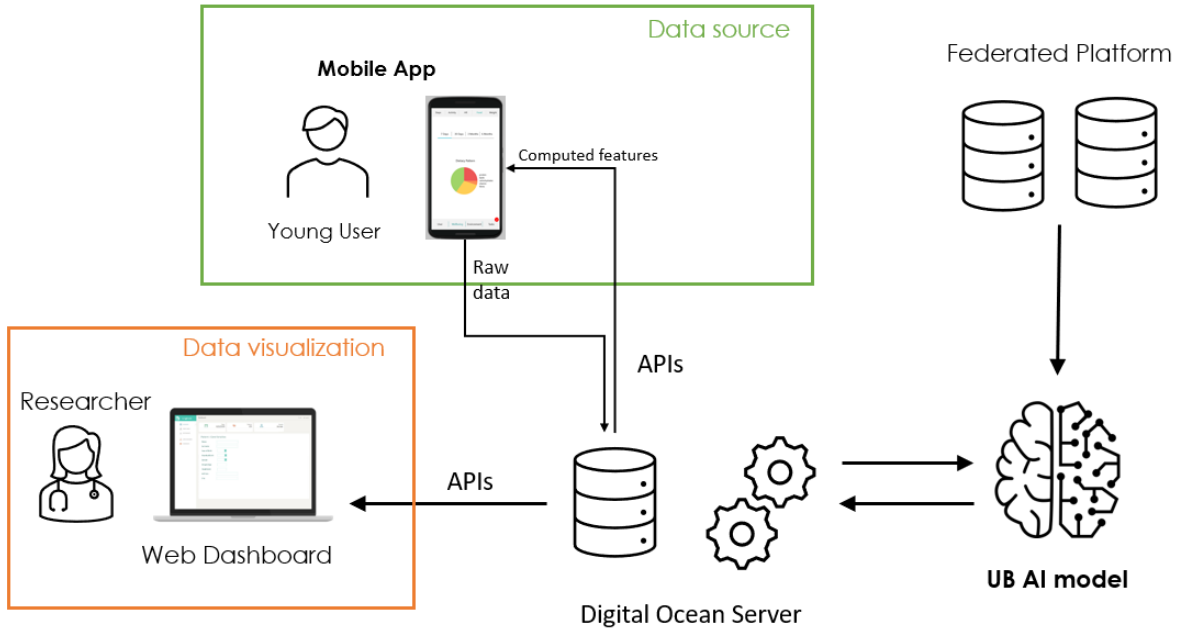 Data source
Federated Platform
Mobile App
Computed features
Young User
Raw
data
Data visualization
APIs
Researcher
APIs
Web Dashboard
UB AI model
Digital Ocean Server